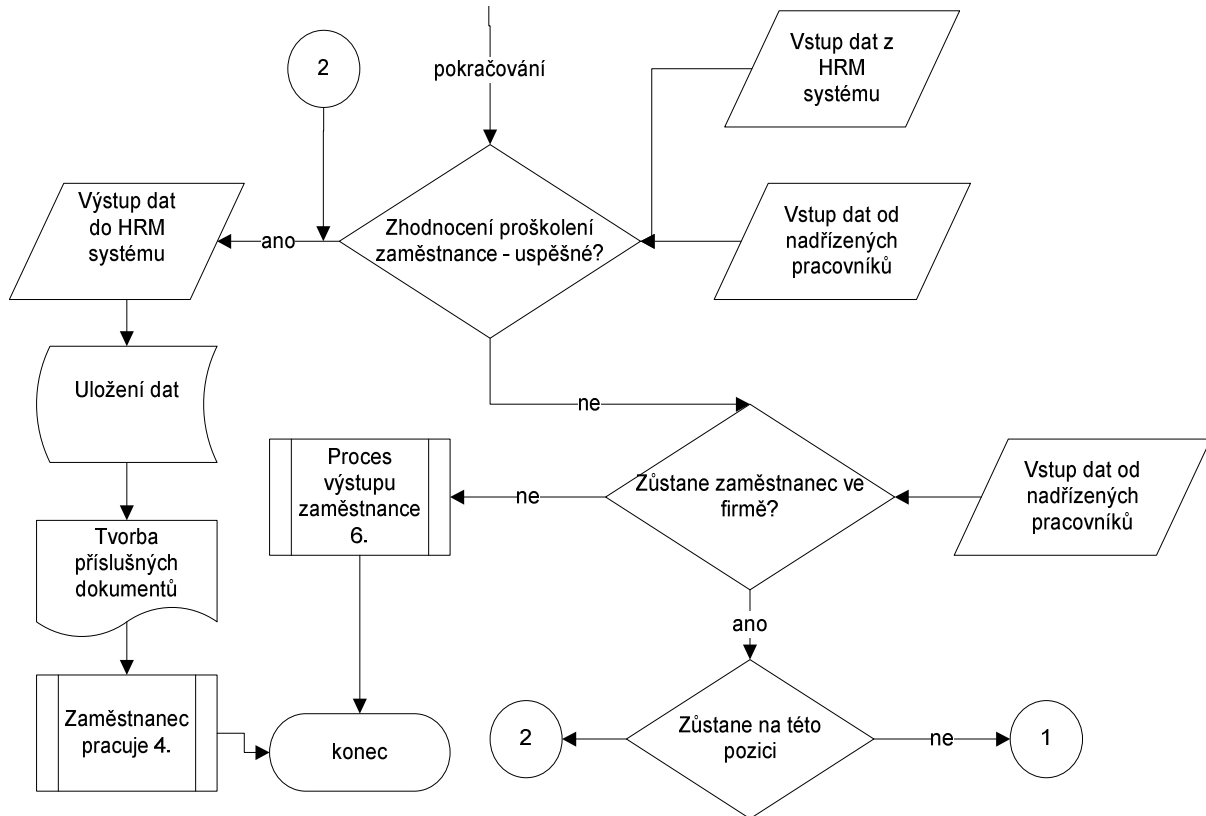 2
pokračování
Vstup dat z
HRM
systému
Výstup dat
do HRM
systému
ano
Zhodnocení proškolení
zaměstnance - uspěšné?
Vstup dat od
nadřízených
pracovníků
Uložení dat
ne
Proces
výstupu
zaměstnance
6.
ne
Zůstane zaměstnanec ve
firmě?
Vstup dat od
nadřízených
pracovníků
Tvorba
příslušných
dokumentů
ano
Zaměstnanec
pracuje 4.
konec
2
Zůstane na této
pozici
ne
1